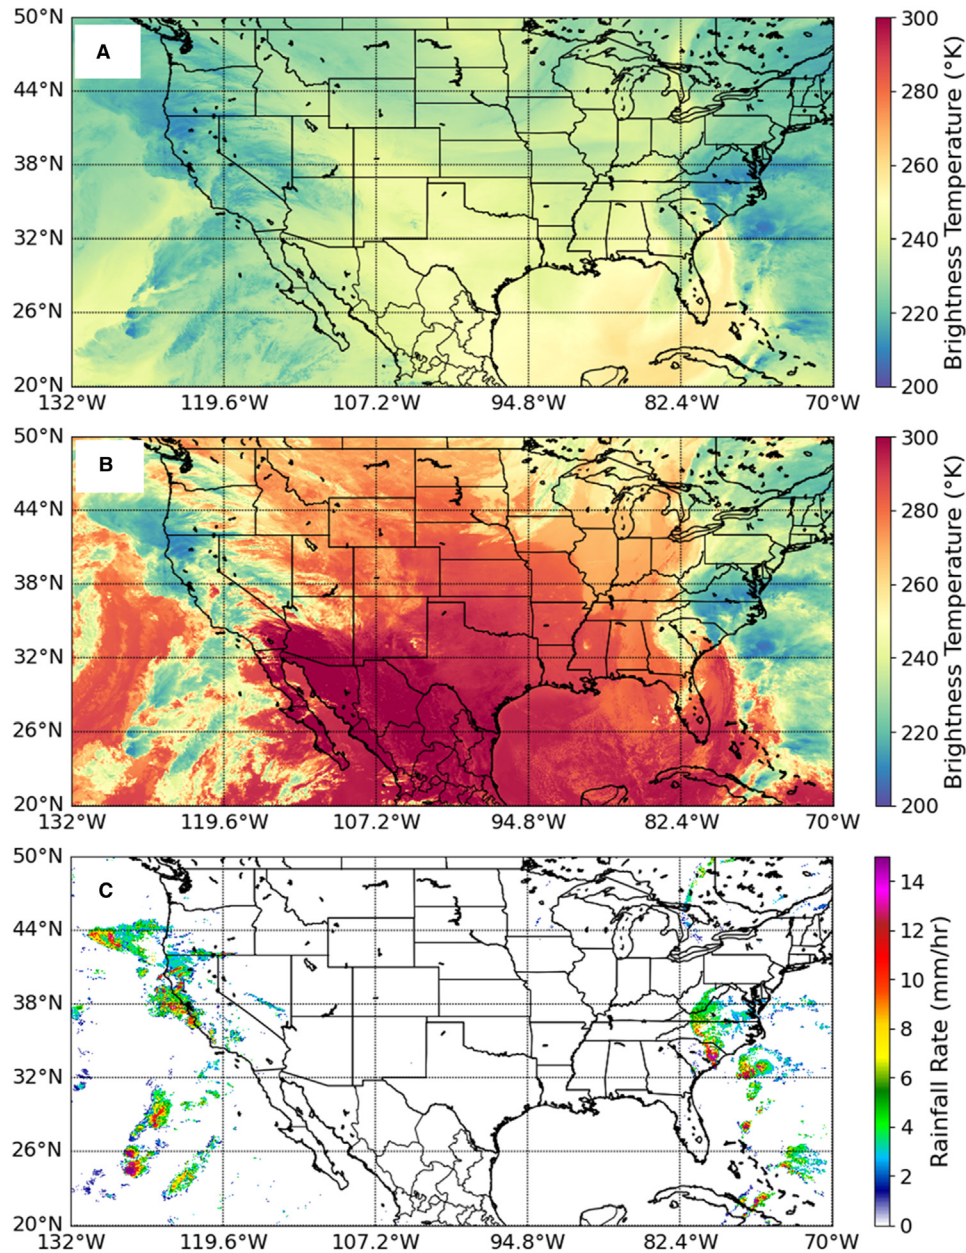 50°N
44°N
38°N
32°N
26°N
20°N
A
132°W 119.6°W 107.2°W 94.8°W 82.4°W 70°W
300
280
260
240
220
200
Brightness Temperature (°K)
50°N
44°N
38°N
32°N
26°N
20°N
B
132°W 119.6°W 107.2°W 94.8°W 82.4°W 70°W
300
280
260
240
220
200
Brightness Temperature (°K)
50°N
44°N
38°N
32°N
26°N
20°N
C
132°W 119.6°W 107.2°W 94.8°W 82.4°W 70°W
14
12
10
8
6
4
2
0
Rainfall Rate (mm/hr)